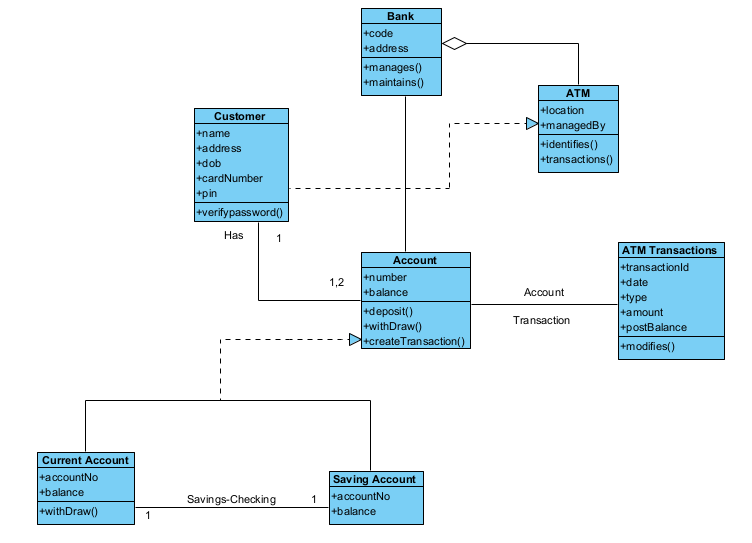 Bank
+code
+address
+manages()
+maintains()
ATM
+location
+managedBy
+identifies()
+transactions()
Customer
+name
+address
+dob
+cardNumber
+pin
+verifypassword()
Has
1
1,2
Account
+number
+balance
+deposit()
+withDraw()
+createTransaction()
Account
Transaction
ATM Transactions
+transactionId
+date
+type
+amount
+postBalance
+modifies()
Current Account
+accountNo
+balance
+withDraw()
Savings-Checking
1
1
Saving Account
+accountNo
+balance